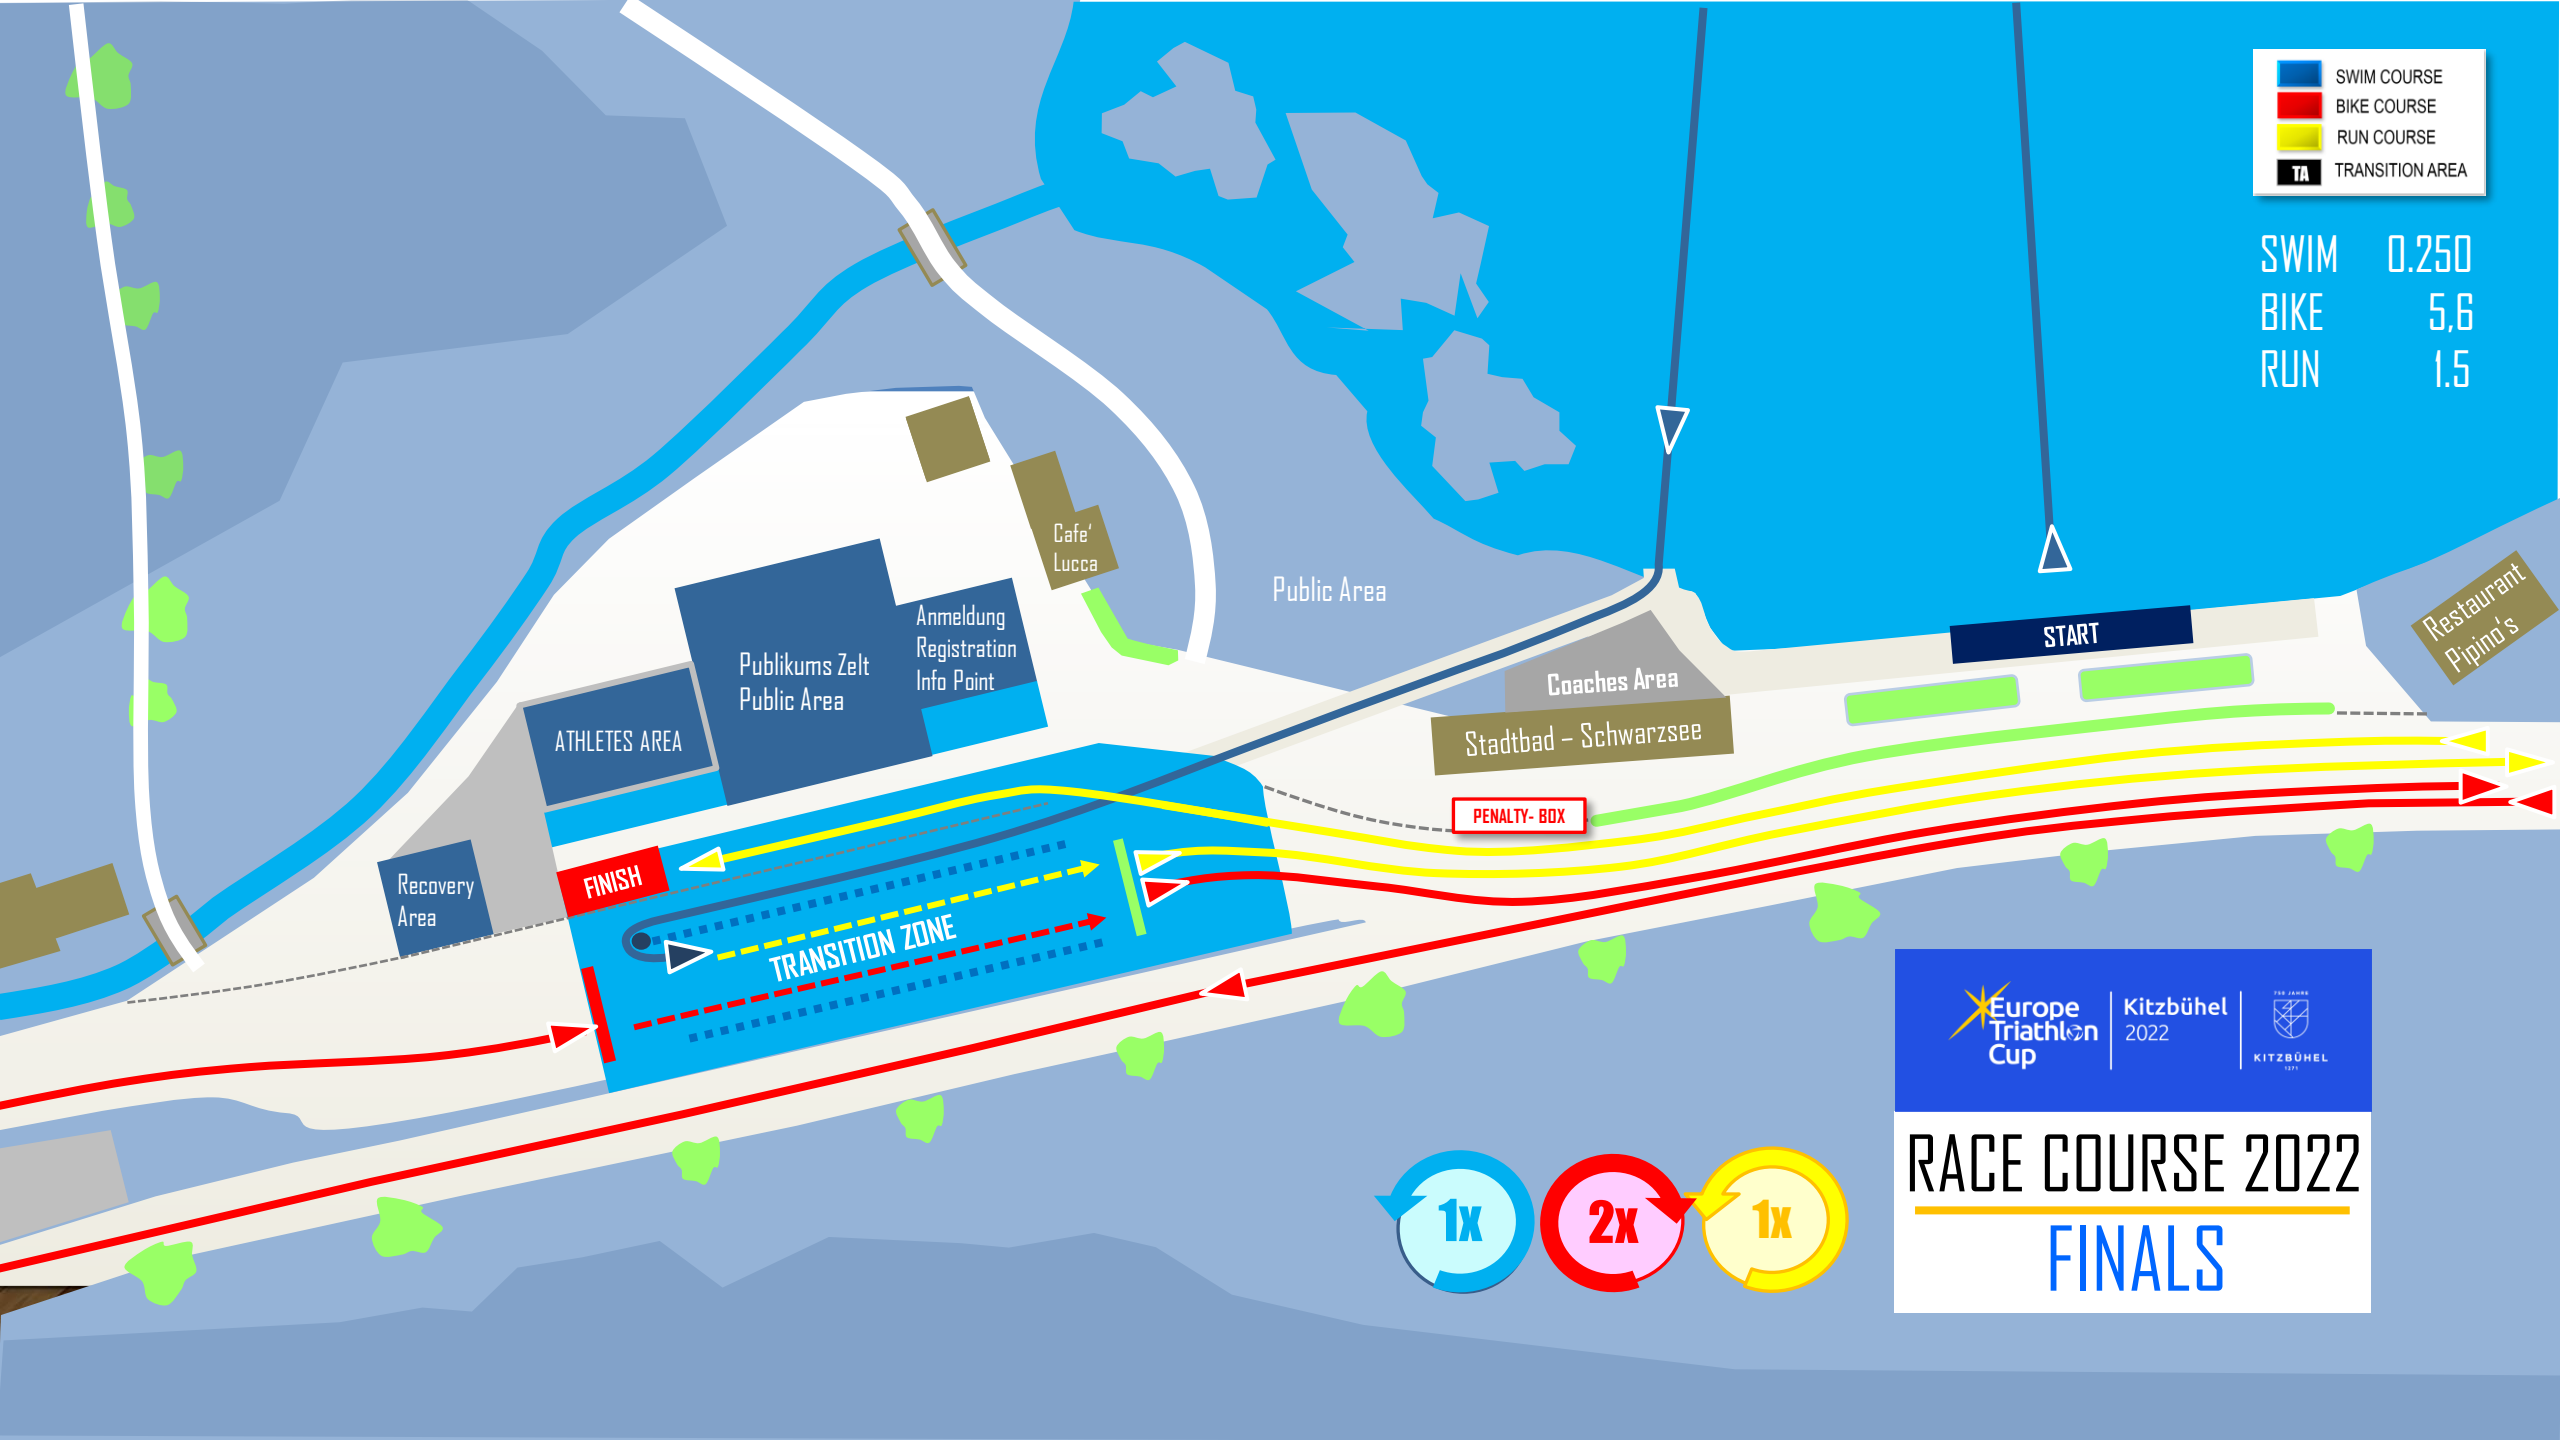 SWIM COURSE
BIKE COURSE
RUN COURSE
TA TRANSITION AREA
SWIM 0.250
BIKE 5,6
RUN 1.5
Cafe'
Lucca
Public Area
Anmeldung
Registration
Info Point
Publikums Zelt
Public Area
ATHLETES AREA
Recovery
Area
FINISH
TRANSITION ZONE
Coaches Area
Stadtbad – Schwarzsee
START
Restaurant
Pipino's
PENALTY- BOX
Europe
Triathlon
Cup
Kitzbühel
2022
750 JAHRE
KITZBÜHEL
1271
RACE COURSE 2022
FINALS
1x
2x
1x